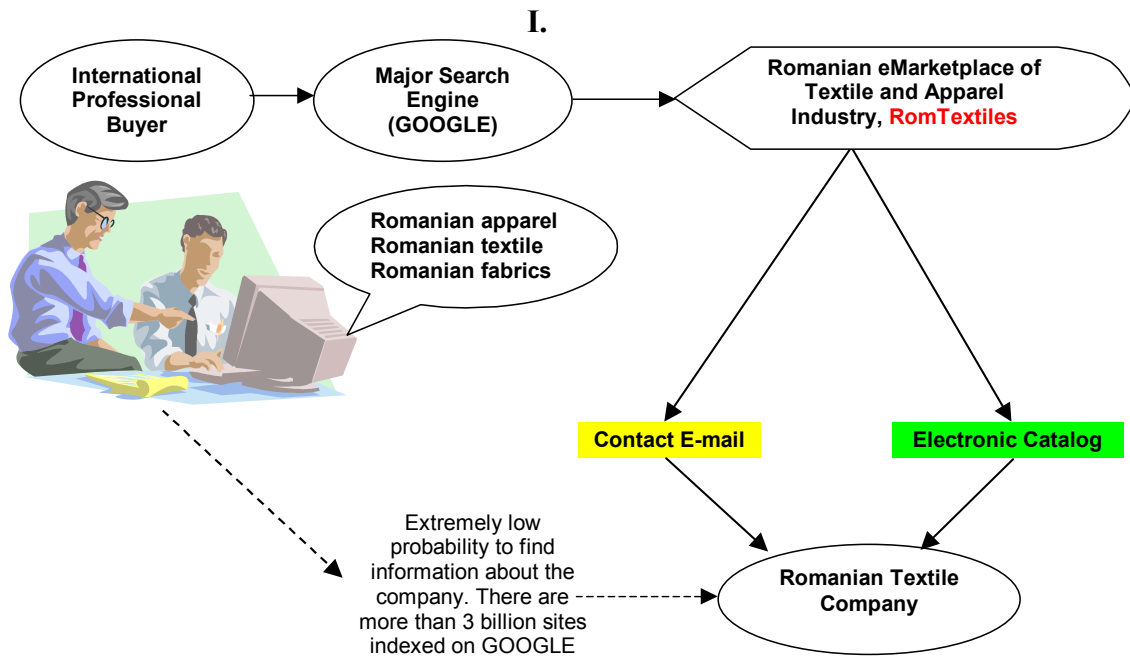 I.
International
Professional
Buyer
Major Search
Engine
(GOOGLE)
Romanian eMarketplace of
Textile and Apparel
Industry, RomTextiles
Romanian apparel
Romanian textile
Romanian fabrics
Contact E-mail
Electronic Catalog
Extremely low
probability to find
information about the
company. There are
more than 3 billion sites
indexed on GOOGLE
Romanian Textile
Company